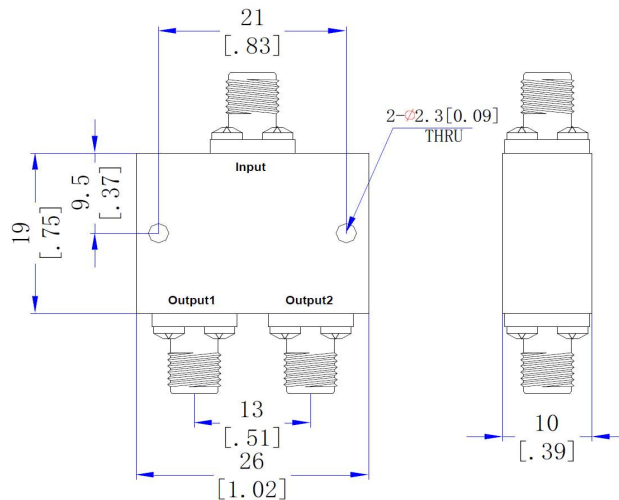 21
[.83]
2-Ø2.3[0.09]
THRU
Input
9.5
[.37]
19
[.75]
Output1
Output2
13
[.51]
26
[1.02]
10
[.39]